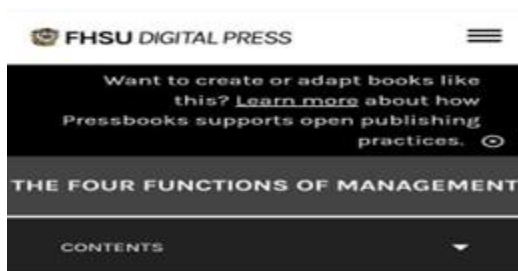 FHSU DIGITAL PRESS
Want to create or adapt books like
this? Learn more about how
Pressbooks supports open publishing
practices.
THE FOUR FUNCTIONS OF MANAGEMENT
CONTENTS